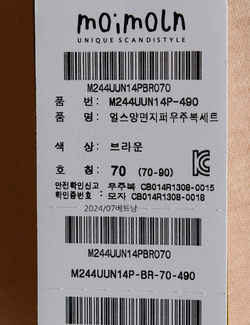 moimoln
UNIQUE SCANDISTYLE
M244UUN14PBR070
품 번: M244UUN14P-490
품 명: 얼스양면지퍼우주복세트
색 상: 브라운
호 칭: 70 (70-90)
안전확인신고 우주복 CB014R1308-0015
확인증번호 : 모자 CB014R1308-0018
2024/07베트남
M244UUN14PBR070
M244UUN14P-BR-70-490